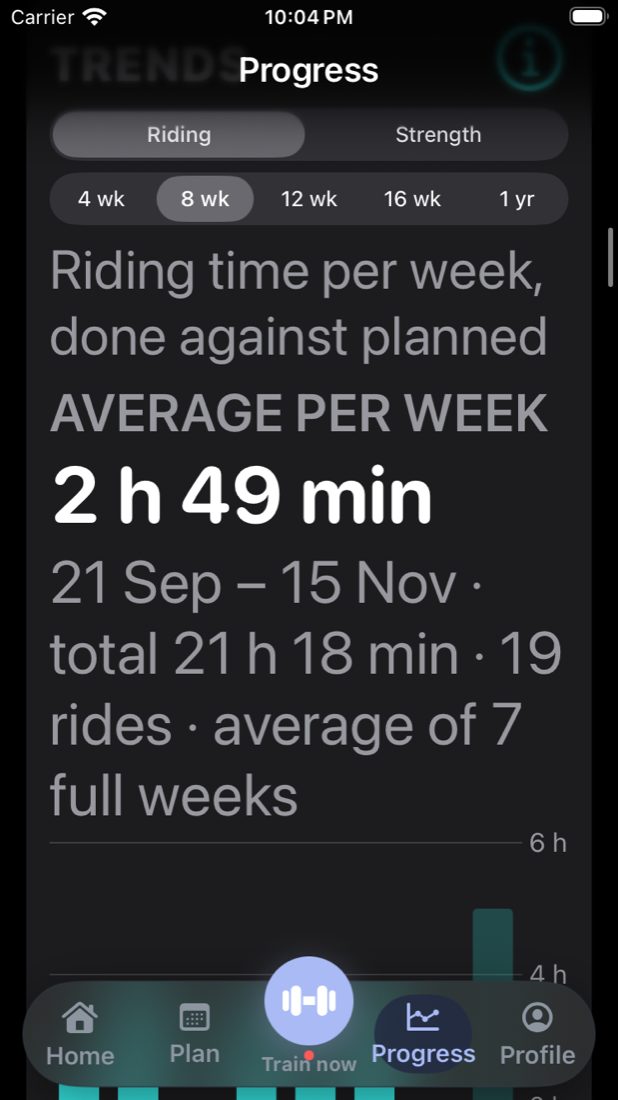 Carrier 10:04 PM
TRENDS
Progress
Riding Strength
4 wk 8 wk 12 wk 16 wk 1 yr
Riding time per week,
done against planned
AVERAGE PER WEEK
2 h 49 min
21 Sep – 15 Nov ·
total 21 h 18 min · 19
rides · average of 7
full weeks
6 h
4 h
Home Plan Train now Progress Profile